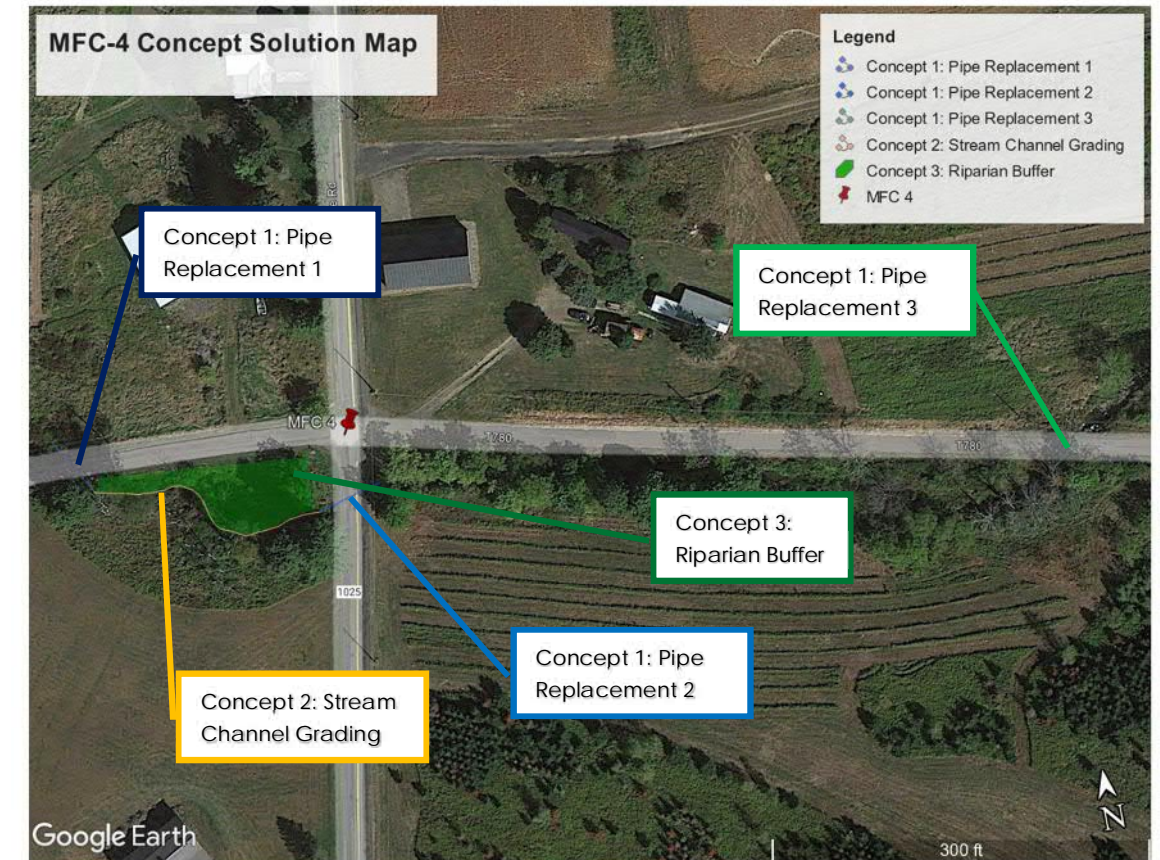 MFC-4 Concept Solution Map
Legend
Concept 1: Pipe Replacement 1
Concept 1: Pipe Replacement 2
Concept 1: Pipe Replacement 3
Concept 2: Stream Channel Grading
Concept 3: Riparian Buffer
MFC 4
Concept 1: Pipe
Replacement 1
Concept 1: Pipe
Replacement 3
MFC 4
T780
T780
Concept 3:
Riparian Buffer
1025
Concept 1: Pipe
Replacement 2
Concept 2: Stream
Channel Grading
Google Earth
N
300 ft